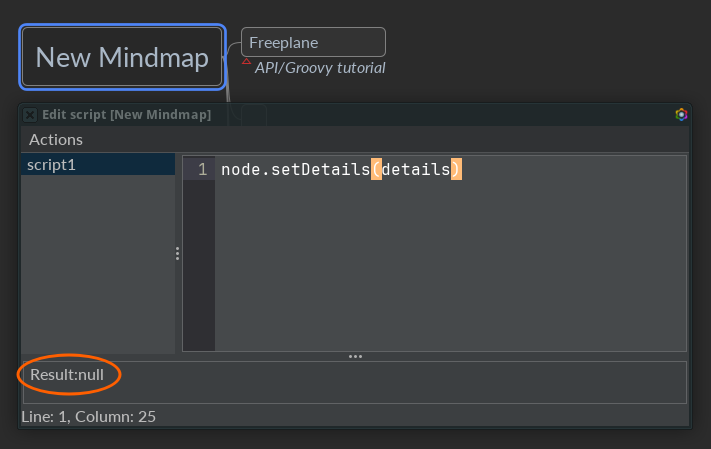 New Mindmap
Freeplane
API/Groovy tutorial
Edit script [New Mindmap]
Actions
script1
1 node.setDetails(details)
Result:null
Line: 1, Column: 25